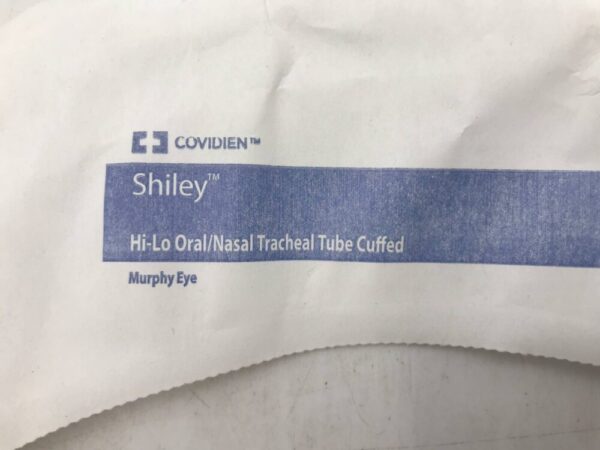 COVIDIEN™
Shiley™
Hi-Lo Oral/Nasal Tracheal Tube Cuffed
Murphy Eye